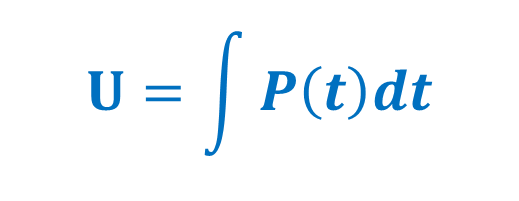 U = ∫ P(t)dt